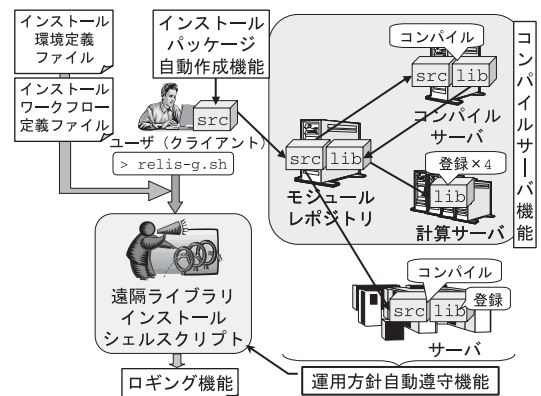 インストール
環境定義
ファイル
インストール
ワークフロー
定義ファイル
インストール
パッケージ
自動作成機能
src
ユーザ（クライアント）
> relis-g.sh
遠隔ライブラリ
インストール
シェルスクリプト
ロギング機能
コンパイル
src lib
コンパイル
サーバ
src lib
モジュール
レポジトリ
登録×4
lib
計算サーバ
コンパイルサーバ機能
コンパイル
登録
src lib
サーバ
運用方針自動遵守機能